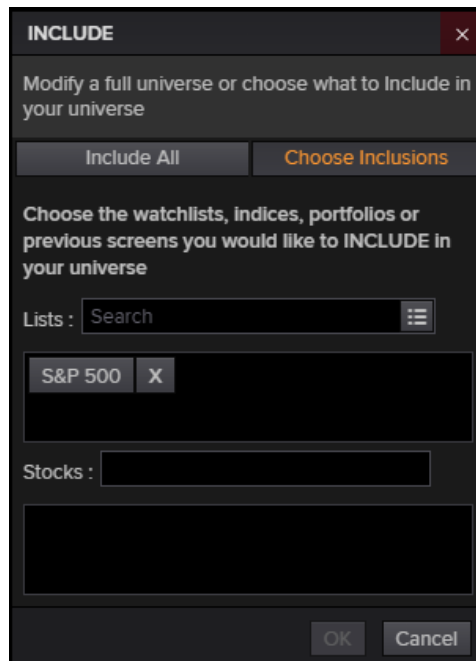 INCLUDE ×
Modify a full universe or choose what to Include in
your universe
Include All Choose Inclusions
Choose the watchlists, indices, portfolios or
previous screens you would like to INCLUDE in
your universe
Lists : Search
S&P 500 X
Stocks :
OK Cancel